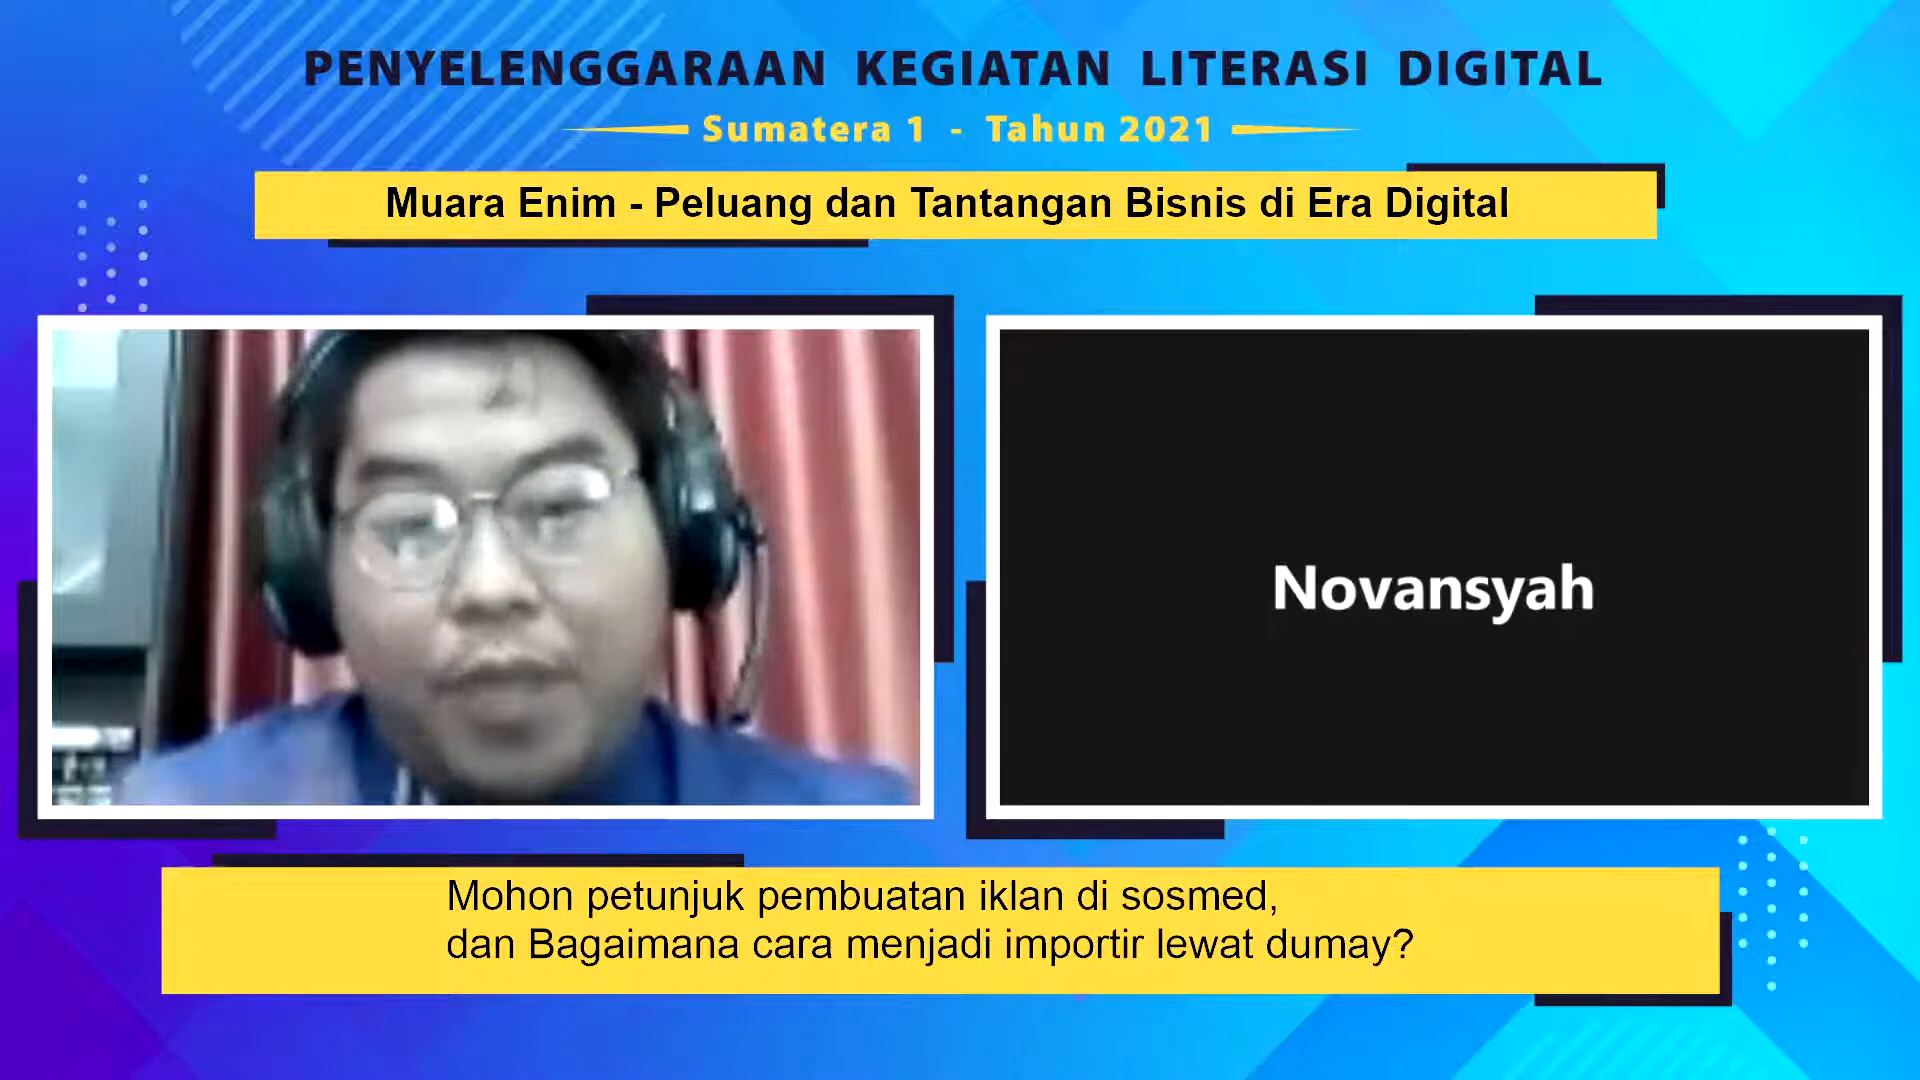 PENYELENGGARAAN KEGIATAN LITERASI DIGITAL
Sumatera 1 - Tahun 2021
Muara Enim - Peluang dan Tantangan Bisnis di Era Digital
Novansyah
Mohon petunjuk pembuatan iklan di sosmed,
dan Bagaimana cara menjadi importir lewat dumay?